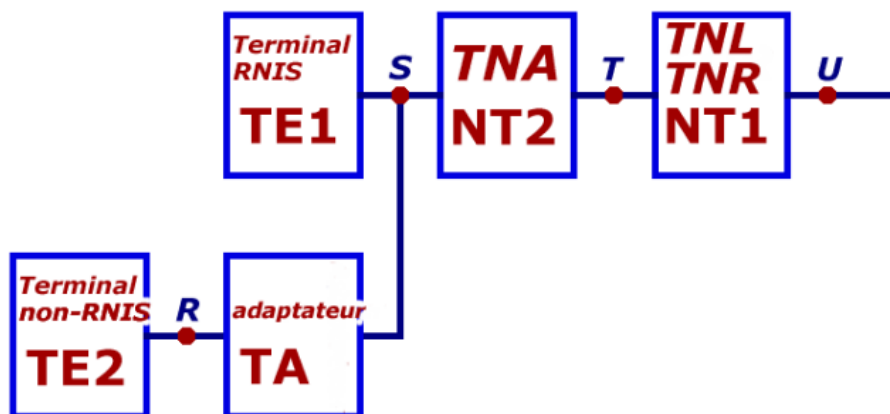 Terminal
RNIS
TE1
S
TNA
NT2
T
TNL
TNR
NT1
U
Terminal
non-RNIS
TE2
R
adaptateur
TA